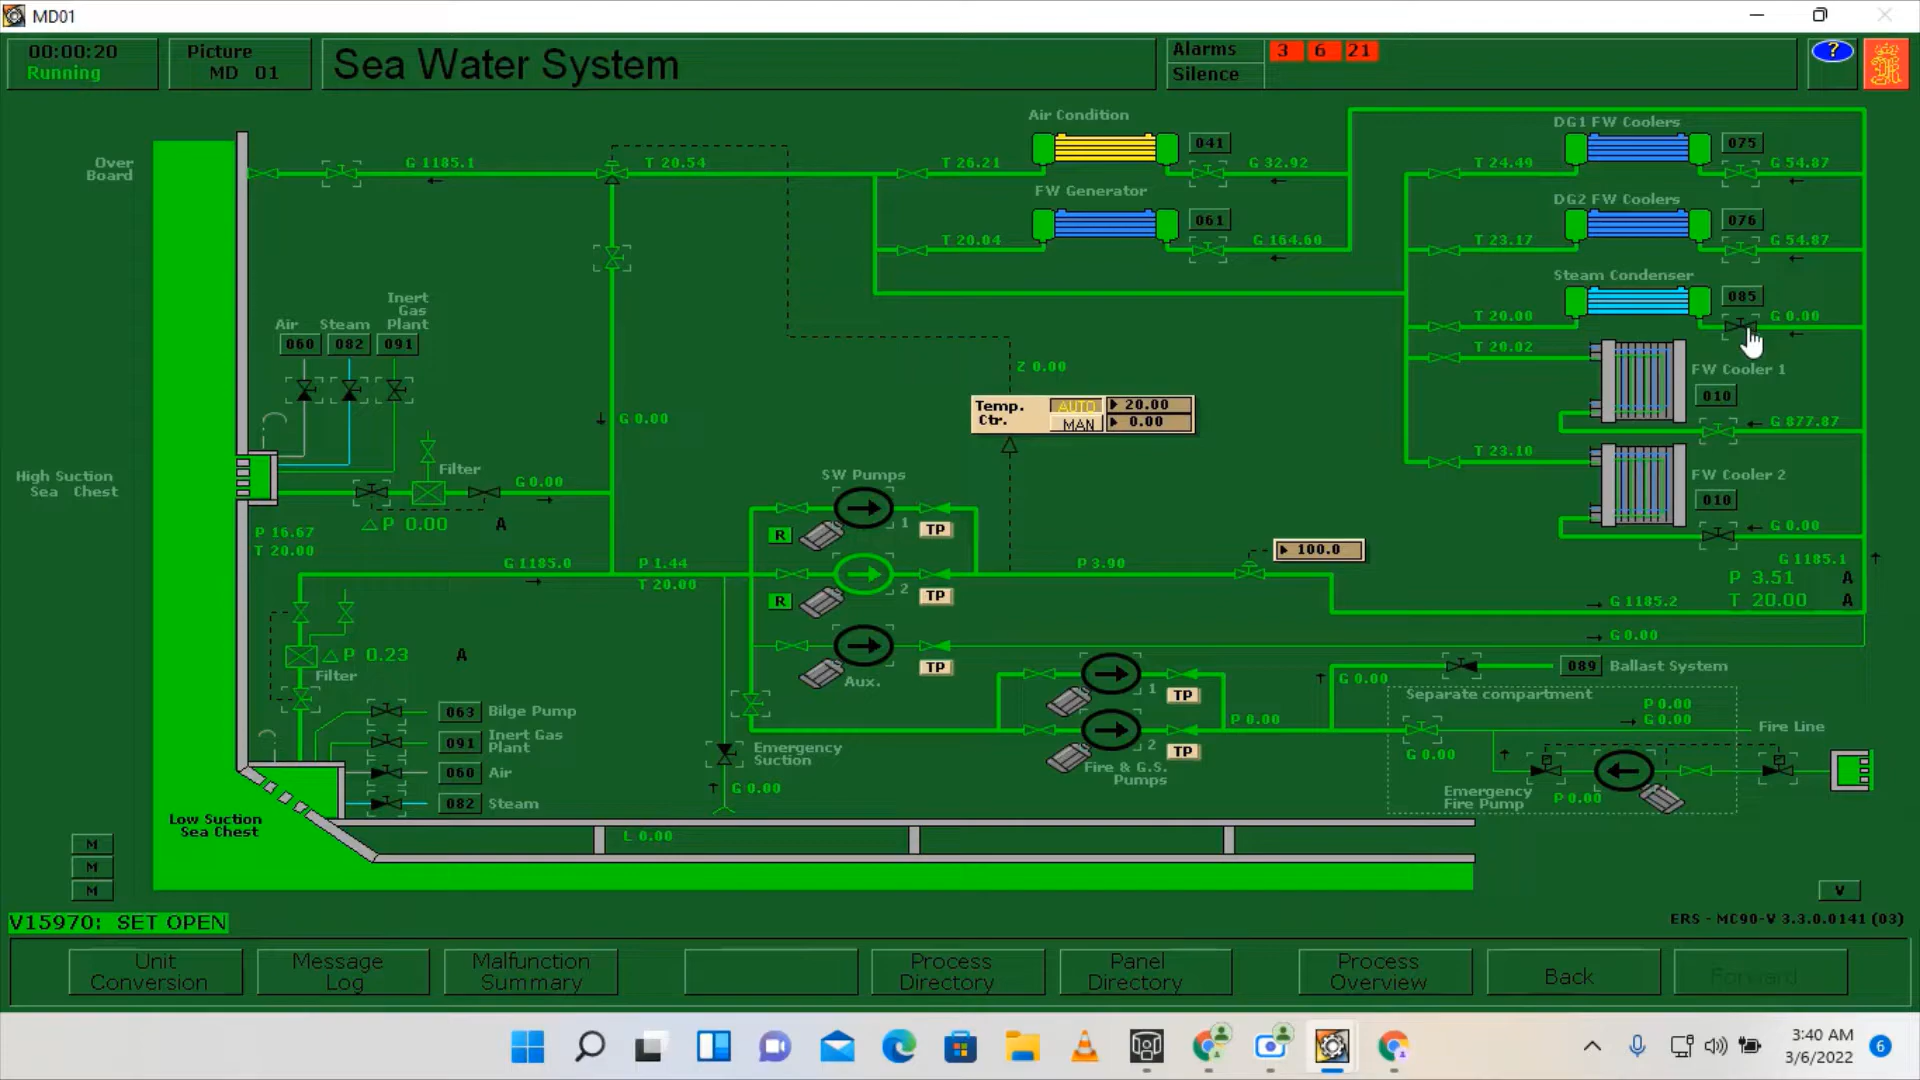 MD01
00:00:20
Running
Picture
MD 01
Sea Water System
Alarms
Silence
3 6 21
?
Over
Board
G 1185.1
T 20.54
Air Condition
T 26.21
041
G 32.92
FW Generator
T 20.04
061
G 164.60
DG1 FW Coolers
T 24.49
075
G 54.87
DG2 FW Coolers
T 23.17
076
G 54.87
Steam Condenser
T 20.00
085
G 0.00
T 20.02
FW Cooler 1
010
G 877.87
T 23.10
FW Cooler 2
010
G 0.00
G 1185.1
P 3.51 A
T 20.00 A
Inert
Gas
Plant
Air Steam
060 082 091
G 0.00
Z 0.00
Temp.
Ctr.
AUTO
MAN
20.00
0.00
High Suction
Sea Chest
Filter
G 0.00
P 0.00 A
P 16.67
T 20.00
G 1185.0
P 1.44
T 20.00
SW Pumps
1
R
TP
2
R
TP
Aux.
TP
P 3.90
100.0
G 1185.2
G 0.00
P 0.23 A
Filter
063 Bilge Pump
091 Inert Gas
Plant
060 Air
082 Steam
Low Suction
Sea Chest
Emergency
Suction
G 0.00
L 0.00
1
TP
2
TP
Fire & G.S.
Pumps
P 0.00
G 0.00
089 Ballast System
Separate compartment
P 0.00
G 0.00
Fire Line
G 0.00
Emergency
Fire Pump
P 0.00
M
M
M
V
V15970: SET OPEN
ERS - MC90-V 3.3.0.0141 (03)
Unit
Conversion
Message
Log
Malfunction
Summary
Process
Directory
Panel
Directory
Process
Overview
Back
Forward
3:40 AM
3/6/2022
6